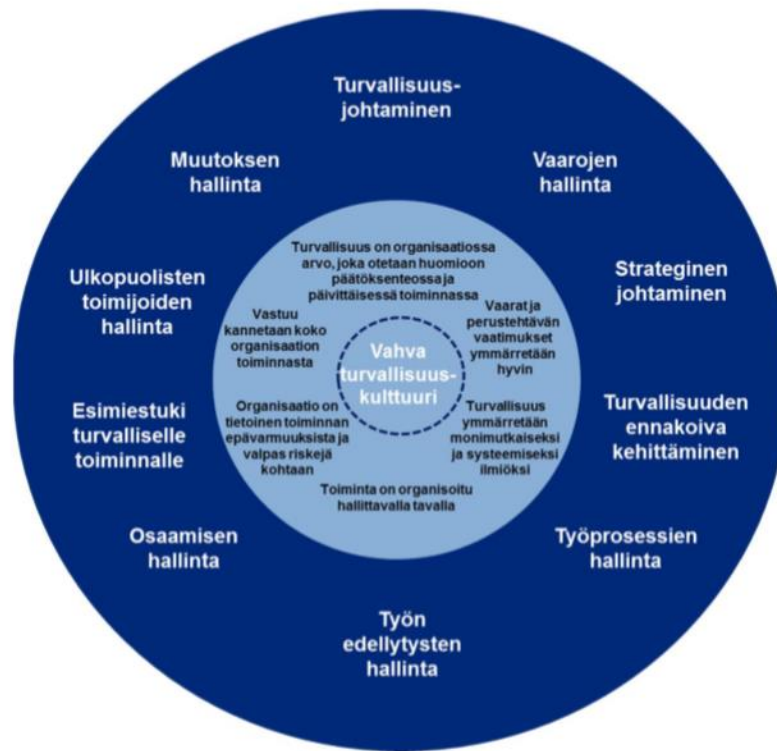 Turvallisuus-
johtaminen
Vaarojen
hallinta
Strateginen
johtaminen
Turvallisuuden
ennakoiva
kehittäminen
Työprosessien
hallinta
Työn
edellytysten
hallinta
Osaamisen
hallinta
Esimiestuki
turvalliselle
toiminnalle
Ulkopuolisten
toimijoiden
hallinta
Muutoksen
hallinta
Turvallisuus on organisaatiossa
arvo, joka otetaan huomioon
päätöksenteossa ja
päivittäisessä toiminnassa
Vaarat ja
perustehtävän
vaatimukset
ymmärretään
hyvin
Turvallisuus
ymmärretään
monimutkaiseksi
ja systeemiseksi
ilmiöksi
Toiminta on organisoitu
hallittavalla tavalla
Organisaatio on
tietoinen toiminnan
epävarmuuksista ja
valpas riskejä
kohtaan
Vastuu
kannetaan koko
organisaation
toiminnasta
Vahva
turvallisuus-
kulttuuri